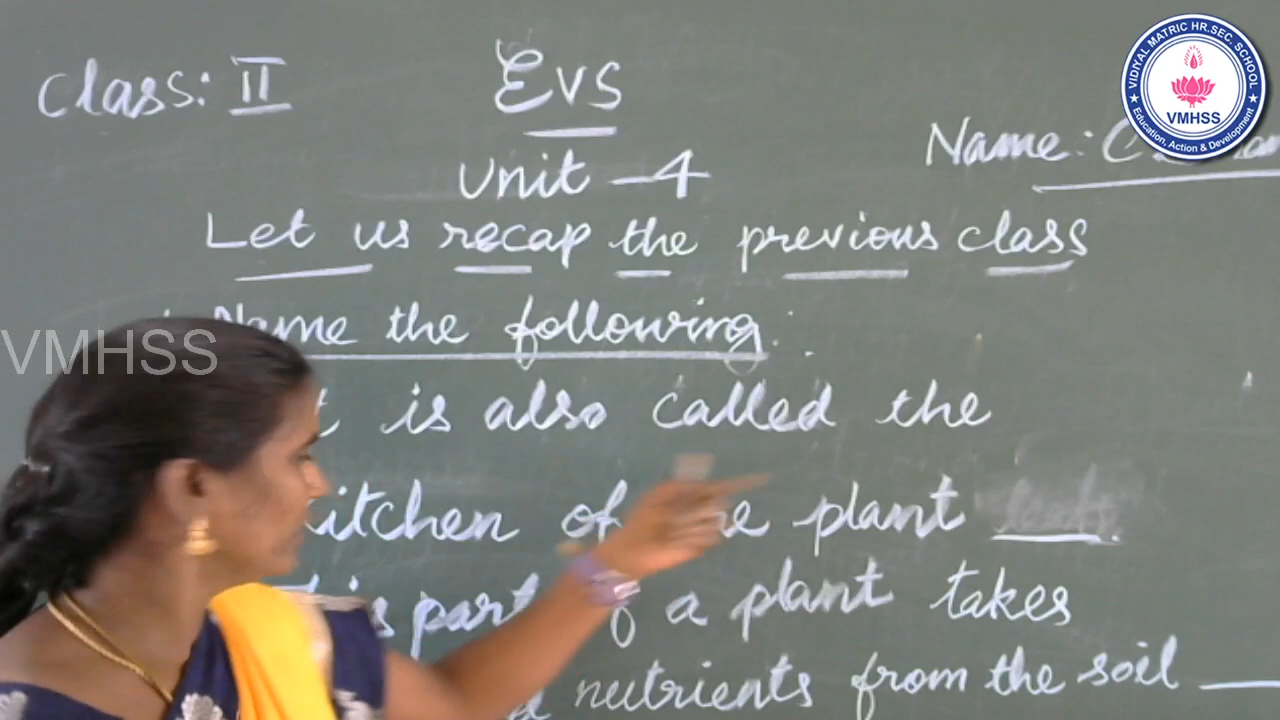 Class: II
EVS
VIDIYAL MATRIC HR.SEC. SCHOOL
VMHSS
Education, Action & Development
Name:
Unit - 4
Let us recap the previous class
Name the following:
VMHSS
is also called the
kitchen of the plant
part of a plant takes
nutrients from the soil